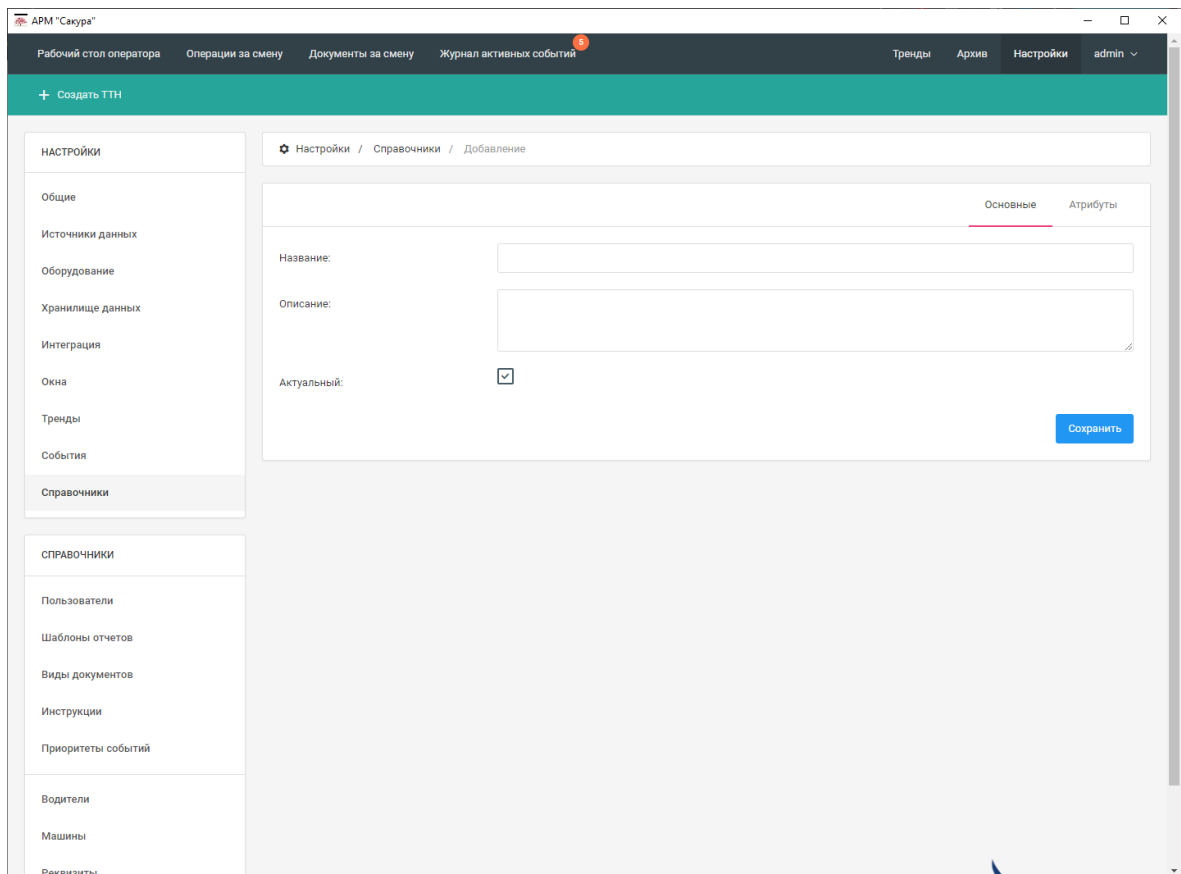 АРМ "Сакура"
Рабочий стол оператора Операции за смену Документы за смену Журнал активных событий 5 Тренды Архив Настройки admin
+ Создать ТТН
НАСТРОЙКИ
Общие
Источники данных
Оборудование
Хранилище данных
Интеграция
Окна
Тренды
События
Справочники
СПРАВОЧНИКИ
Пользователи
Шаблоны отчетов
Виды документов
Инструкции
Приоритеты событий
Водители
Машины
Реквизиты
Настройки / Справочники / Добавление
Основные Атрибуты
Название:
Описание:
Актуальный:
Сохранить